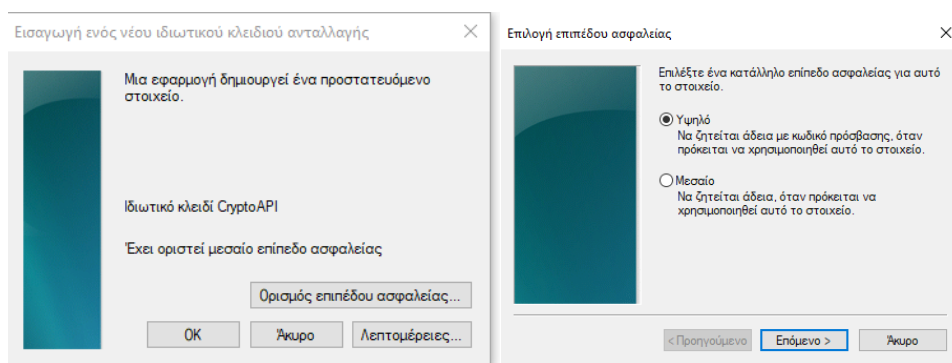 Εισαγωγή ενός νέου ιδιωτικού κλειδιού ανταλλαγής
Μια εφαρμογή δημιουργεί ένα προστατευόμενο
στοιχείο.
Ιδιωτικό κλειδί CryptoAPI
Έχει οριστεί μεσαίο επίπεδο ασφαλείας
Ορισμός επιπέδου ασφαλείας...
OK
Άκυρο
Λεπτομέρειες...
Επιλογή επιπέδου ασφαλείας
Επιλέξτε ένα κατάλληλο επίπεδο ασφαλείας για αυτό
το στοιχείο.
Υψηλό
Να ζητείται άδεια με κωδικό πρόσβασης, όταν
πρόκειται να χρησιμοποιηθεί αυτό το στοιχείο.
Μεσαίο
Να ζητείται άδεια, όταν πρόκειται να
χρησιμοποιηθεί αυτό το στοιχείο.
< Προηγούμενο
Επόμενο >
Άκυρο